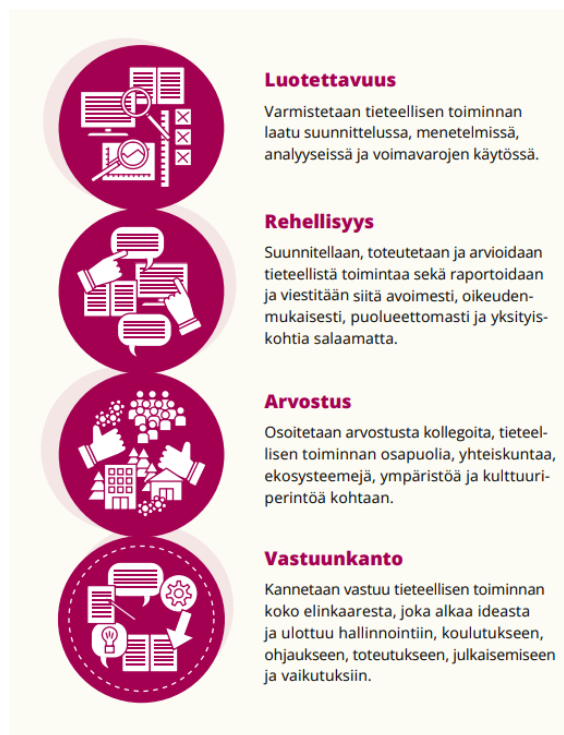 Luotettavuus
Varmistetaan tieteellisen toiminnan
laatu suunnittelussa, menetelmissä,
analyyseissä ja voimavarojen käytössä.
Rehellisyys
Suunnitellaan, toteutetaan ja arvioidaan
tieteellistä toimintaa sekä raportoidaan
ja viestitään siitä avoimesti, oikeuden-
mukaisesti, puolueettomasti ja yksityis-
kohtia salaamatta.
Arvostus
Osoitetaan arvostusta kollegoita, tieteel-
lisen toiminnan osapuolia, yhteiskuntaa,
ekosysteemejä, ympäristöä ja kulttuuri-
perintöä kohtaan.
Vastuunkanto
Kannetaan vastuu tieteellisen toiminnan
koko elinkaaresta, joka alkaa ideasta
ja ulottuu hallinnointiin, koulutukseen,
ohjaukseen, toteutukseen, julkaisemiseen
ja vaikutuksiin.